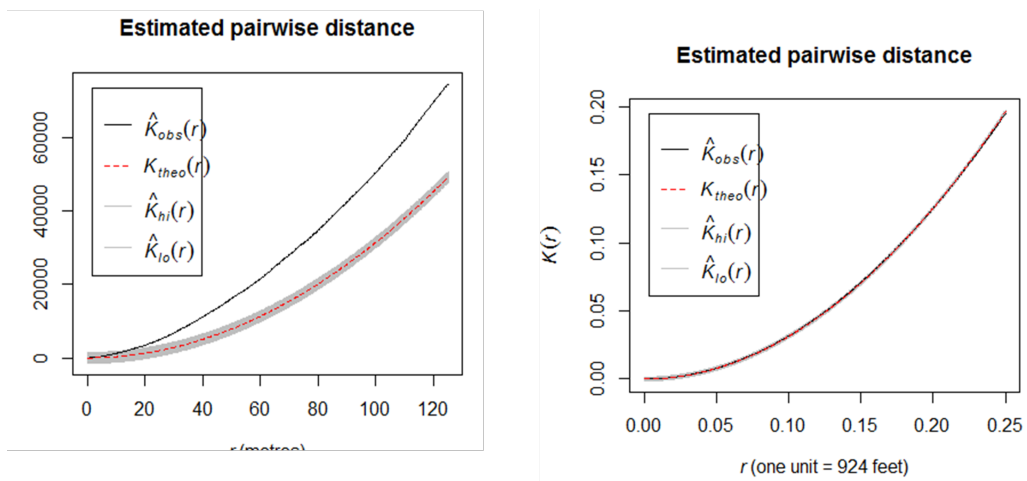 Estimated pairwise distance
60000
40000
20000
0
K̂obs(r)
Ktheo(r)
K̂hi(r)
K̂lo(r)
0 20 40 60 80 100 120
r (metres)
Estimated pairwise distance
K(r)
0.20
0.15
0.10
0.05
0.00
K̂obs(r)
Ktheo(r)
K̂hi(r)
K̂lo(r)
0.00 0.05 0.10 0.15 0.20 0.25
r (one unit = 924 feet)